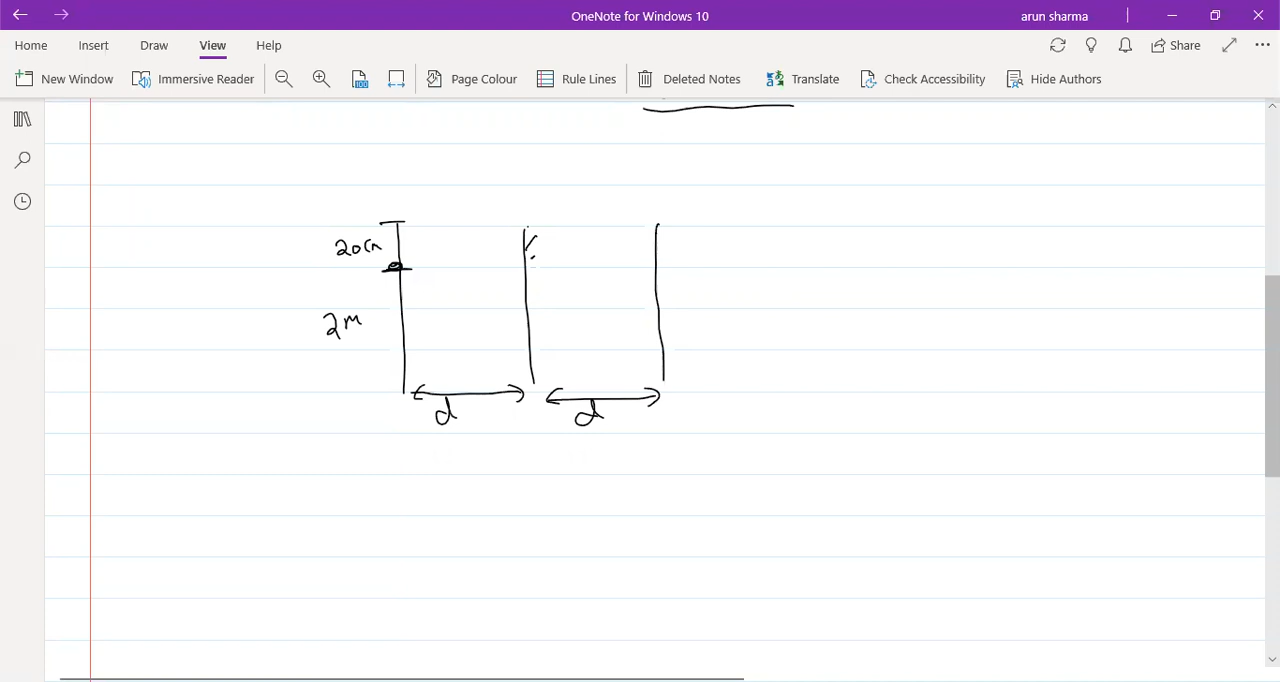 OneNote for Windows 10
arun sharma
Home Insert Draw View Help
Share
New Window Immersive Reader Page Colour Rule Lines Deleted Notes Translate Check Accessibility Hide Authors
2m
d d